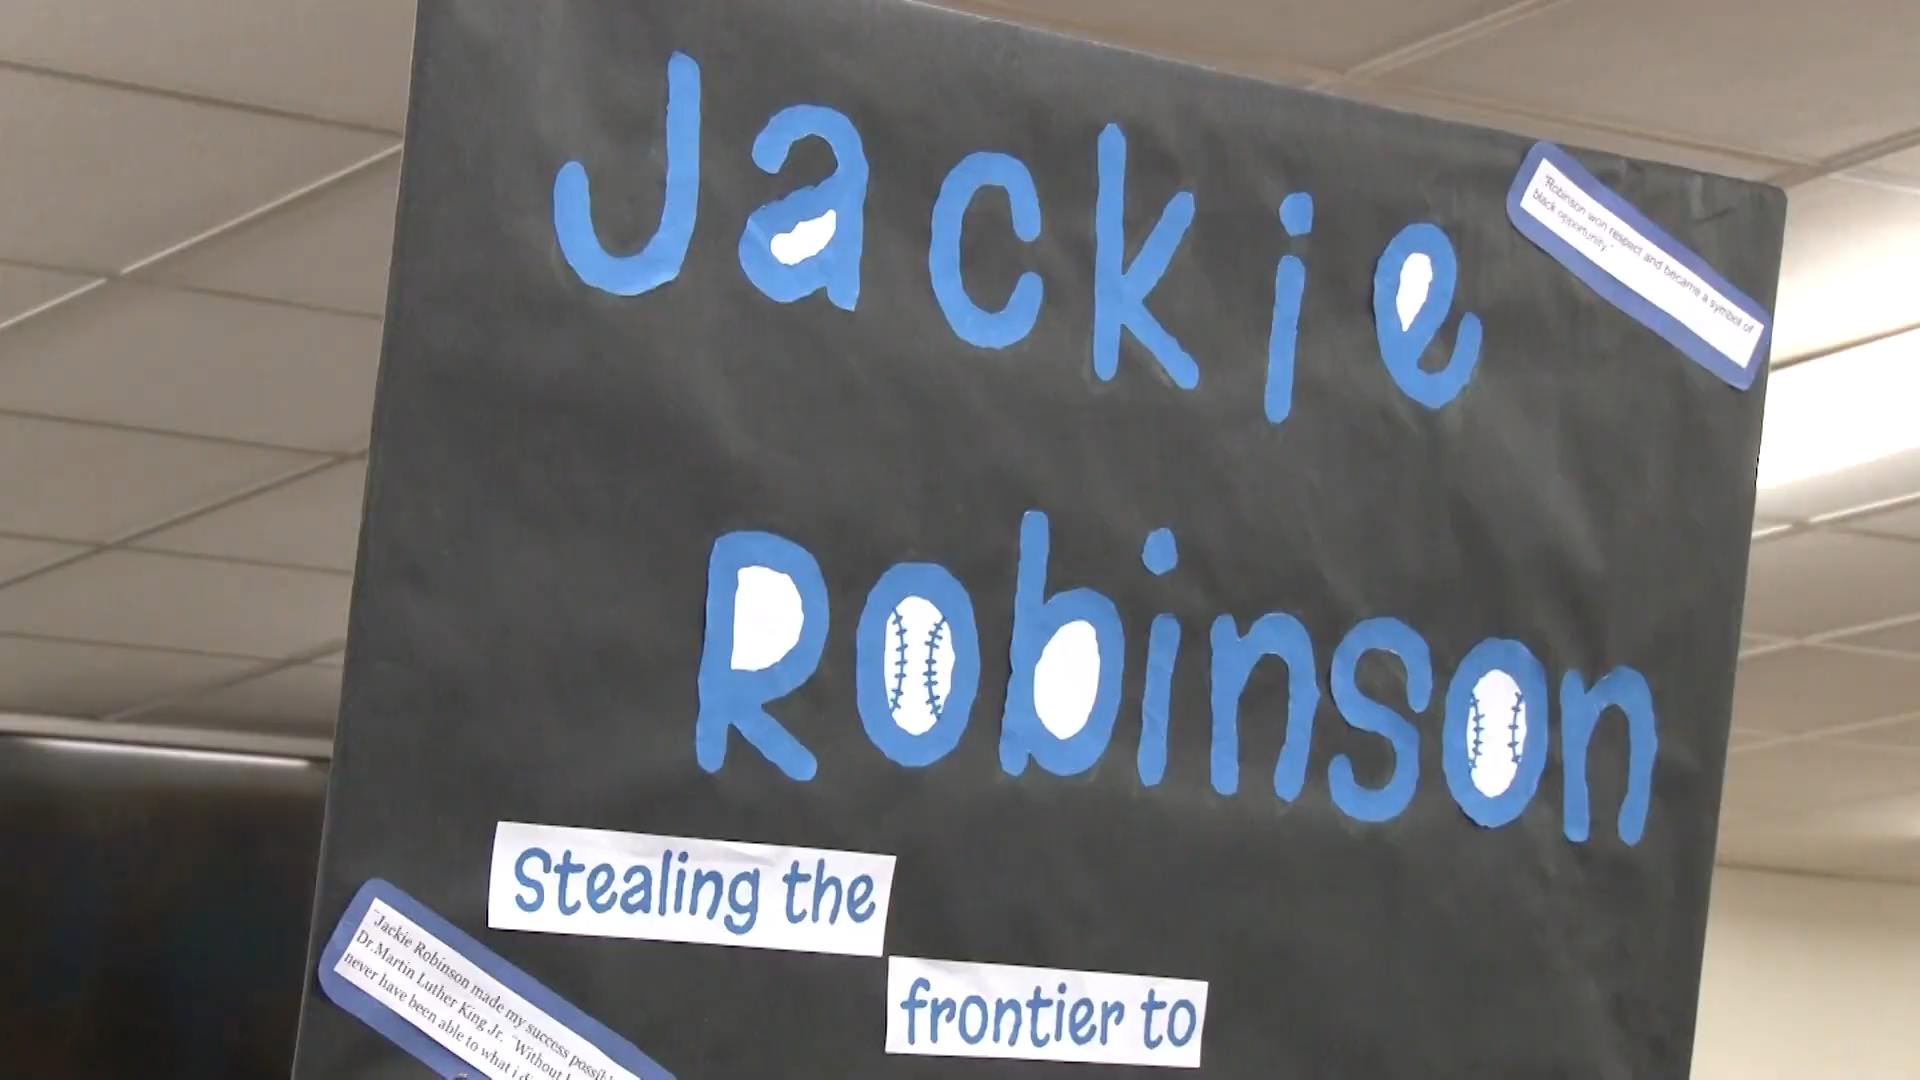 Jackie
"Robinson won respect and became a symbol of
black opportunity."
Robinson
Stealing the
frontier to
"Jackie Robinson made my success
Dr.Martin Luther King Jr. "Without
never have been able to what i